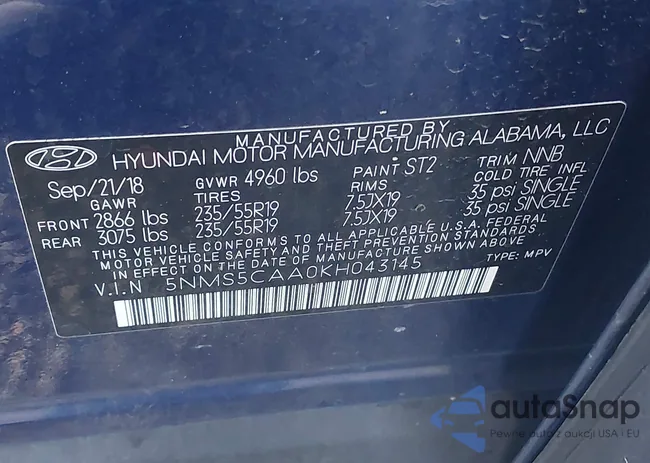 MANUFACTURED BY
HYUNDAI MOTOR MANUFACTURING ALABAMA, LLC
Sep/21/18 GVWR 4960 lbs PAINT ST2 TRIM NNB
GAWR TIRES RIMS COLD TIRE INFL
FRONT 2866 lbs 235/55R19 7.5JX19 35 psi SINGLE
REAR 3075 lbs 235/55R19 7.5JX19 35 psi SINGLE
THIS VEHICLE CONFORMS TO ALL APPLICABLE U.S.A. FEDERAL
MOTOR VEHICLE SAFETY AND THEFT PREVENTION STANDARDS
IN EFFECT ON THE DATE OF MANUFACTURE SHOWN ABOVE
V.I.N 5NMS5CAA0KH043145 TYPE: MPV
autoSnap
Pewne auto z aukcji USA i EU